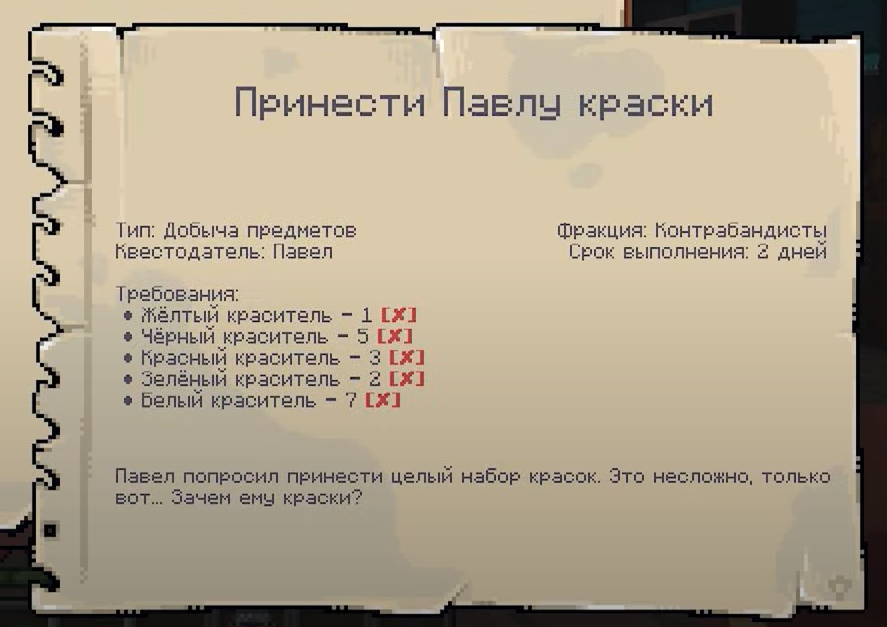 Принести Павлу краски
Тип: Добыча предметов
Фракция: Контрабандисты
Квестодатель: Павел
Срок выполнения: 2 дней
Требования:
• Жёлтый краситель - 1 [✘]
• Чёрный краситель - 5 [✘]
• Красный краситель - 3 [✘]
• Зелёный краситель - 2 [✘]
• Белый краситель - 7 [✘]
Павел попросил принести целый набор красок. Это несложно, только
вот... Зачем ему краски?